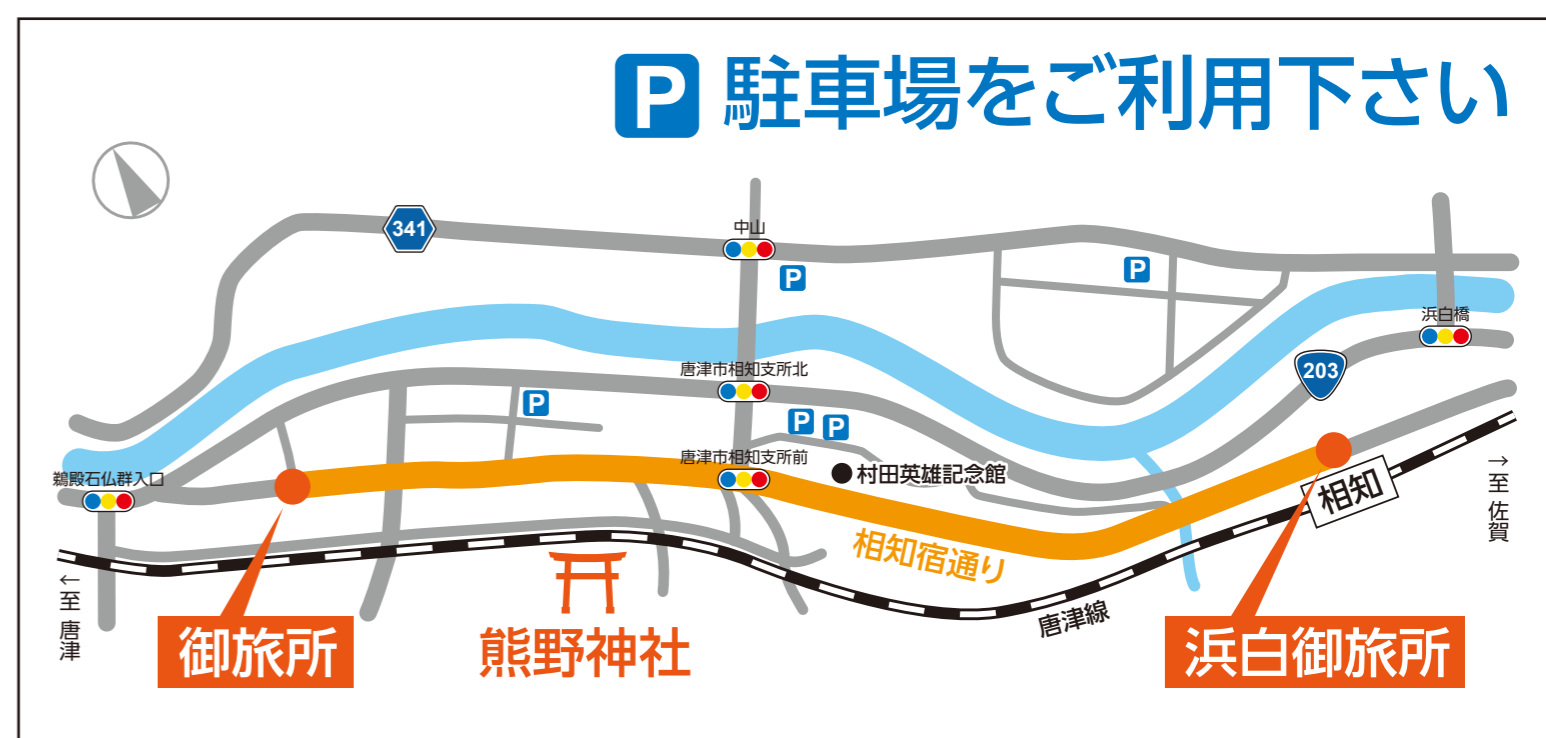 P 駐車場をご利用下さい
341
中山
P
P
浜白橋
203
唐津市相知支所北
P
P
P
鵜殿石仏群入口
唐津市相知支所前
村田英雄記念館
相知宿通り
相知
→至 佐賀
←至 唐津
唐津線
御旅所
熊野神社
浜白御旅所